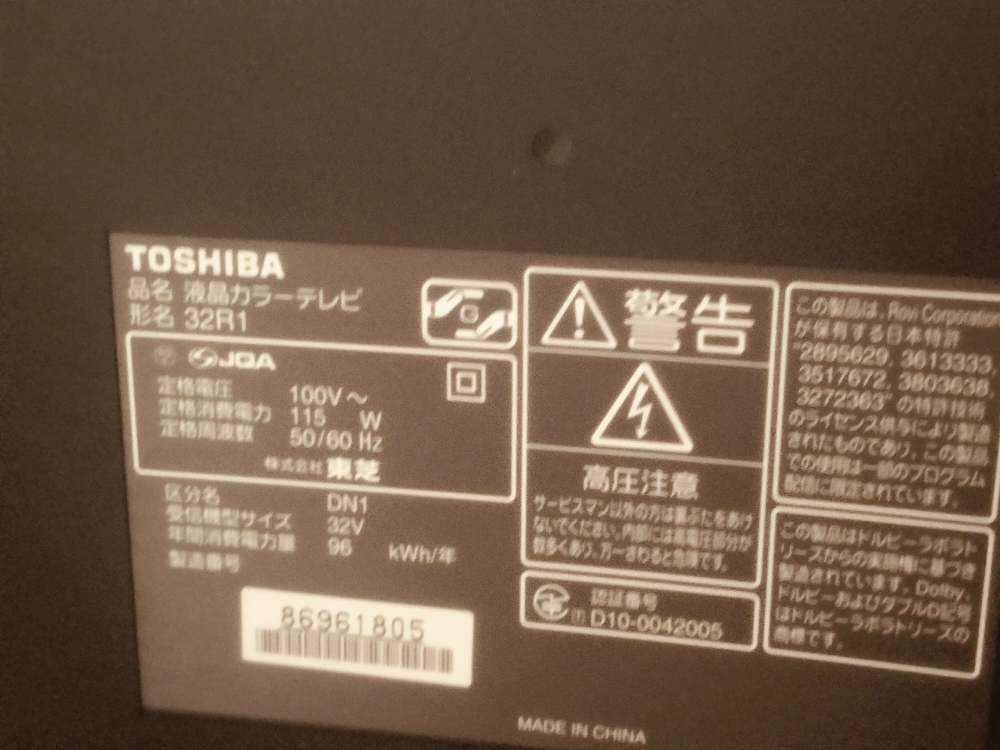 TOSHIBA
品名 液晶カラーテレビ
形名 32R1
G
JQA
定格電圧 100V～
定格消費電力 115 W
定格周波数 50/60 Hz
株式会社 東芝
区分名 DN1
受信機型サイズ 32V
年間消費電力量 96 kWh/年
製造番号
86961805
警告
高圧注意
サービスマン以外の方は裏ぶたをあけ
ないでください。内部には高電圧部分が
数多くあり、万一さわると危険です。
認証番号
D10-0042005
この製品は、Rovi Corporation
が保有する日本特許
"2895629, 3613333,
3517672, 3803636,
3272363" の特許技術
のライセンス供与により製造
されたものであり、この製品
での使用は一部のプログラム
配信に限定されています。
この製品はドルビーラボラト
リーズからの実施権に基づき
製造されています。Dolby、
ドルビーおよびダブルD記号
はドルビーラボラトリーズの
商標です。
MADE IN CHINA